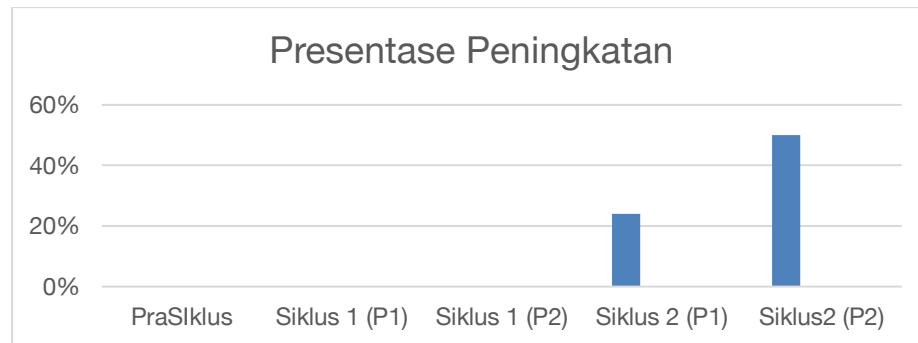 Presentase Peningkatan
60%
40%
20%
0%
PraSIklus Siklus 1 (P1) Siklus 1 (P2) Siklus 2 (P1) Siklus2 (P2)